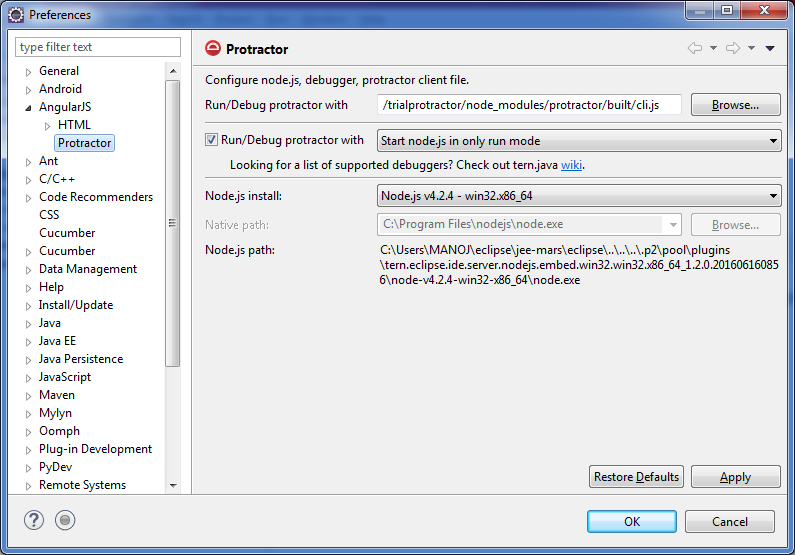 Preferences
type filter text
General
Android
AngularJS
HTML
Protractor
Ant
C/C++
Code Recommenders
CSS
Cucumber
Cucumber
Data Management
Help
Install/Update
Java
Java EE
Java Persistence
JavaScript
Maven
Mylyn
Oomph
Plug-in Development
PyDev
Remote Systems
Protractor
Configure node.js, debugger, protractor client file.
Run/Debug protractor with /trialprotractor/node_modules/protractor/built/cli.js Browse...
Run/Debug protractor with Start node.js in only run mode
Looking for a list of supported debuggers? Check out tern.java wiki.
Node.js install: Node.js v4.2.4 - win32.x86_64
Native path: C:\Program Files\nodejs\node.exe Browse...
Node.js path: C:\Users\MANOJ\eclipse\jee-mars\eclipse\..\..\..\.p2\pool\plugins
\tern.eclipse.ide.server.nodejs.embed.win32.win32.x86_64_1.2.0.20160616085
6\node-v4.2.4-win32-x86_64\node.exe
Restore Defaults Apply
? OK Cancel